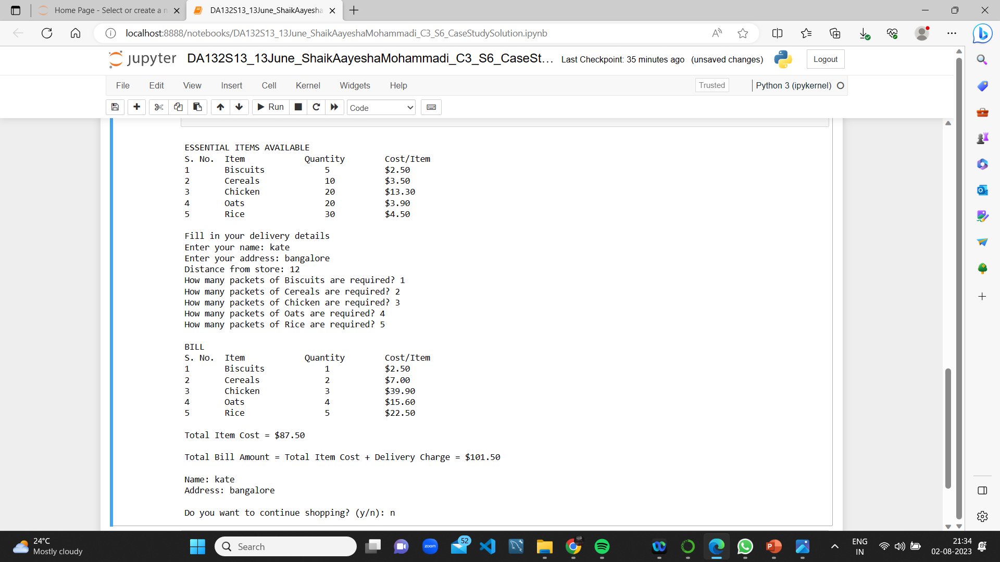 Home Page - Select or create a n
DA132S13_13June_ShaikAayesha
localhost:8888/notebooks/DA132S13_13June_ShaikAayeshaMohammadi_C3_S6_CaseStudySolution.ipynb
jupyter DA132S13_13June_ShaikAayeshaMohammadi_C3_S6_CaseSt... Last Checkpoint: 35 minutes ago (unsaved changes) Logout
File Edit View Insert Cell Kernel Widgets Help Trusted Python 3 (ipykernel)
Run Code
ESSENTIAL ITEMS AVAILABLE
S. No. Item Quantity Cost/Item
1 Biscuits 5 $2.50
2 Cereals 10 $3.50
3 Chicken 20 $13.30
4 Oats 20 $3.90
5 Rice 30 $4.50
Fill in your delivery details
Enter your name: kate
Enter your address: bangalore
Distance from store: 12
How many packets of Biscuits are required? 1
How many packets of Cereals are required? 2
How many packets of Chicken are required? 3
How many packets of Oats are required? 4
How many packets of Rice are required? 5
BILL
S. No. Item Quantity Cost/Item
1 Biscuits 1 $2.50
2 Cereals 2 $7.00
3 Chicken 3 $39.90
4 Oats 4 $15.60
5 Rice 5 $22.50
Total Item Cost = $87.50
Total Bill Amount = Total Item Cost + Delivery Charge = $101.50
Name: kate
Address: bangalore
Do you want to continue shopping? (y/n): n
24°C
Mostly cloudy
Search
zoom
52
ENG
IN
21:34
02-08-2023